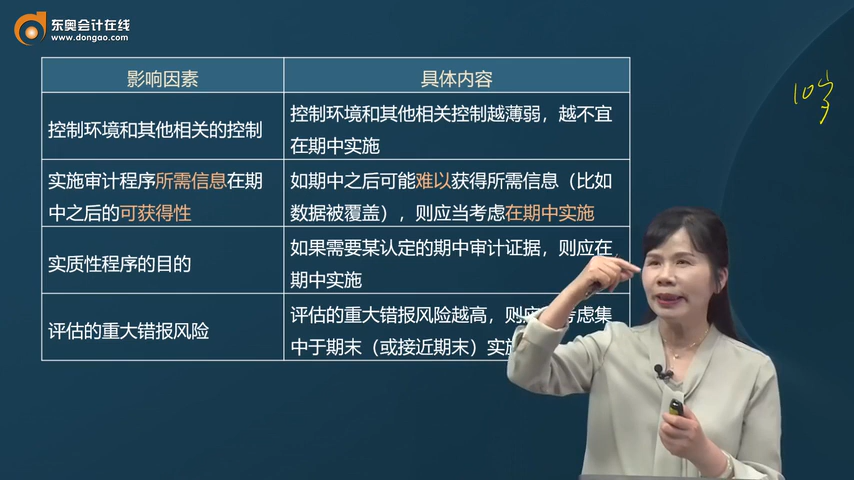 东奥会计在线
www.dongao.com
影响因素
具体内容
控制环境和其他相关的控制
控制环境和其他相关控制越薄弱，越不宜
在期中实施
实施审计程序所需信息在期
中之后的可获得性
如期中之后可能难以获得所需信息（比如
数据被覆盖），则应当考虑在期中实施
实质性程序的目的
如果需要某认定的期中审计证据，则应在
期中实施
评估的重大错报风险
评估的重大错报风险越高，则应
考虑集
中于期末（或接近期末）实施
10岁